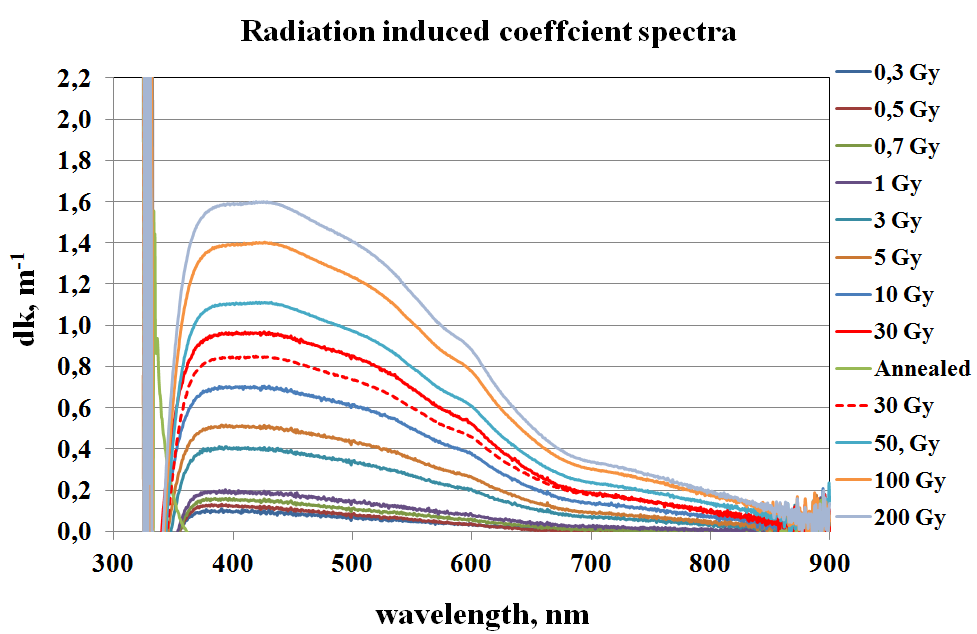 Radiation induced coeffcient spectra
dk, m-1
2,2
2,0
1,8
1,6
1,4
1,2
1,0
0,8
0,6
0,4
0,2
0,0
300 400 500 600 700 800 900
wavelength, nm
0,3 Gy
0,5 Gy
0,7 Gy
1 Gy
3 Gy
5 Gy
10 Gy
30 Gy
Annealed
30 Gy
50, Gy
100 Gy
200 Gy